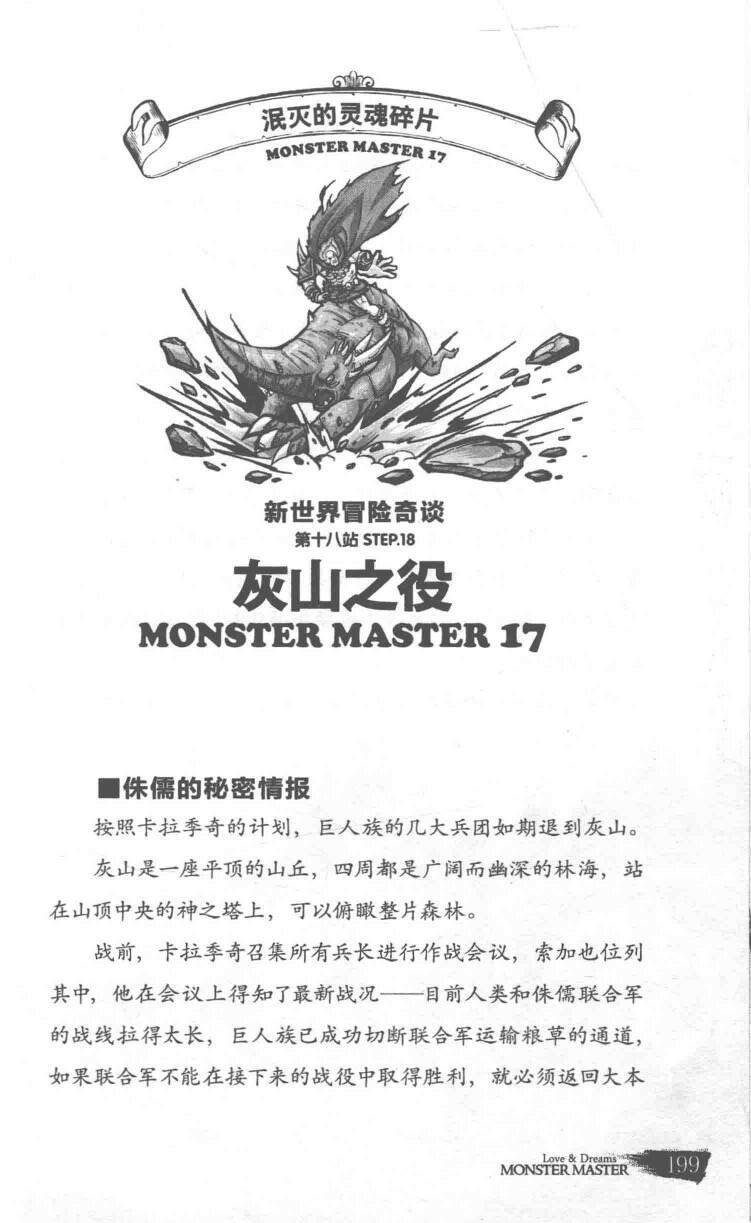 泯灭的灵魂碎片
MONSTER MASTER 17
新世界冒险奇谈
第十八站 STEP.18
灰山之役
MONSTER MASTER 17
■侏儒的秘密情报
按照卡拉季奇的计划，巨人族的几大兵团如期退到灰山。
灰山是一座平顶的山丘，四周都是广阔而幽深的林海，站
在山顶中央的神之塔上，可以俯瞰整片森林。
战前，卡拉季奇召集所有兵长进行作战会议，索加也位列
其中，他在会议上得知了最新战况——目前人类和侏儒联合军
的战线拉得太长，巨人族已成功切断联合军运输粮草的通道，
如果联合军不能在接下来的战役中取得胜利，就必须返回大本
Love & Dreams
MONSTER MASTER 199